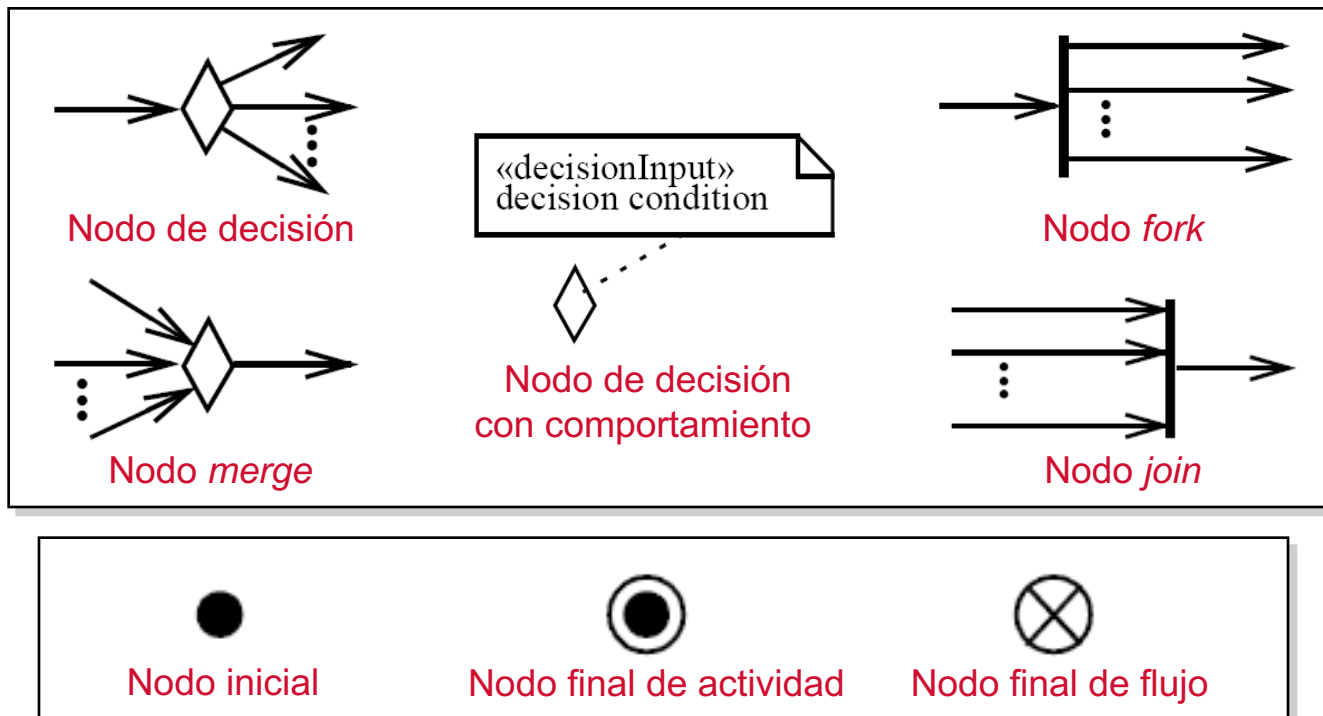 Nodo de decisión
«decisionInput»
decision condition
Nodo fork
Nodo merge
Nodo de decisión
con comportamiento
Nodo join
Nodo inicial
Nodo final de actividad
Nodo final de flujo